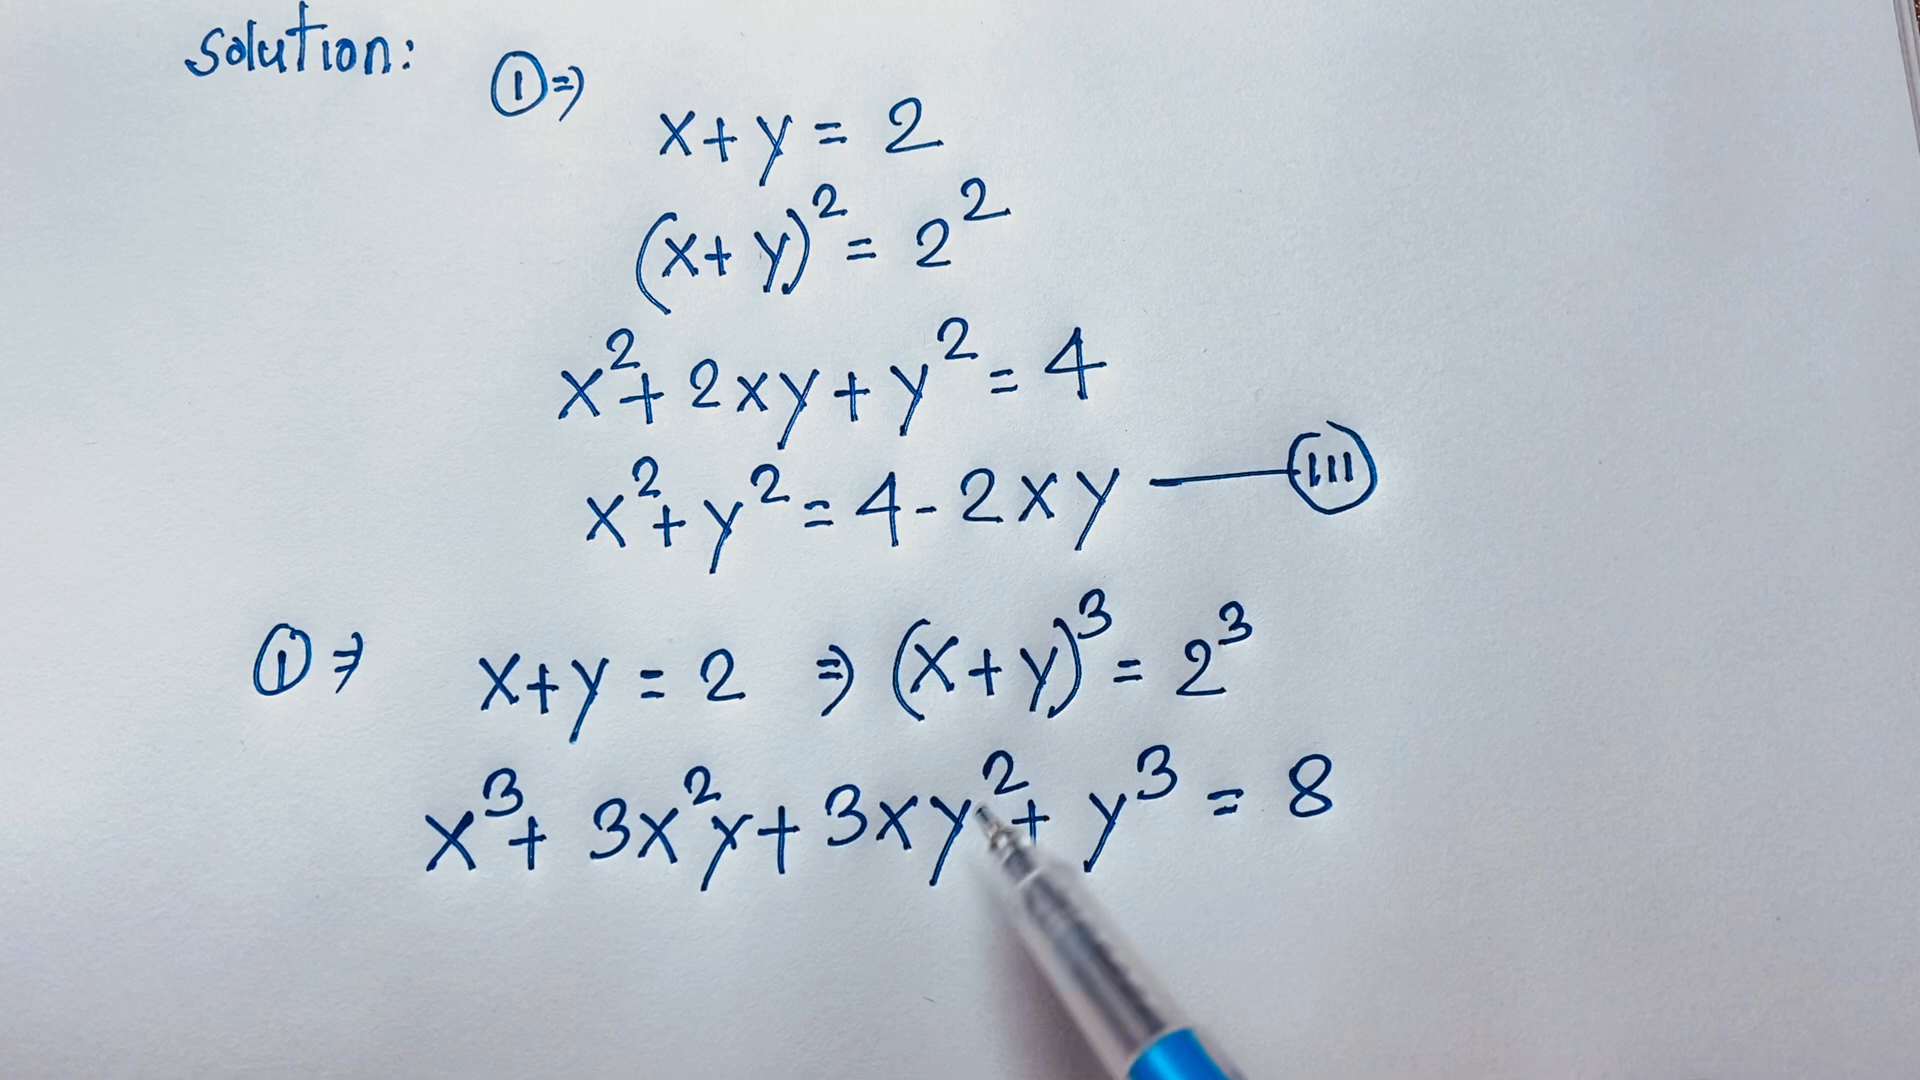 Solution:
① ⇒
x + y = 2
(x + y)² = 2²
x² + 2xy + y² = 4
x² + y² = 4 - 2xy —— (III)
① ⇒ x + y = 2 ⇒ (x + y)³ = 2³
x³ + 3x²y + 3xy² + y³ = 8